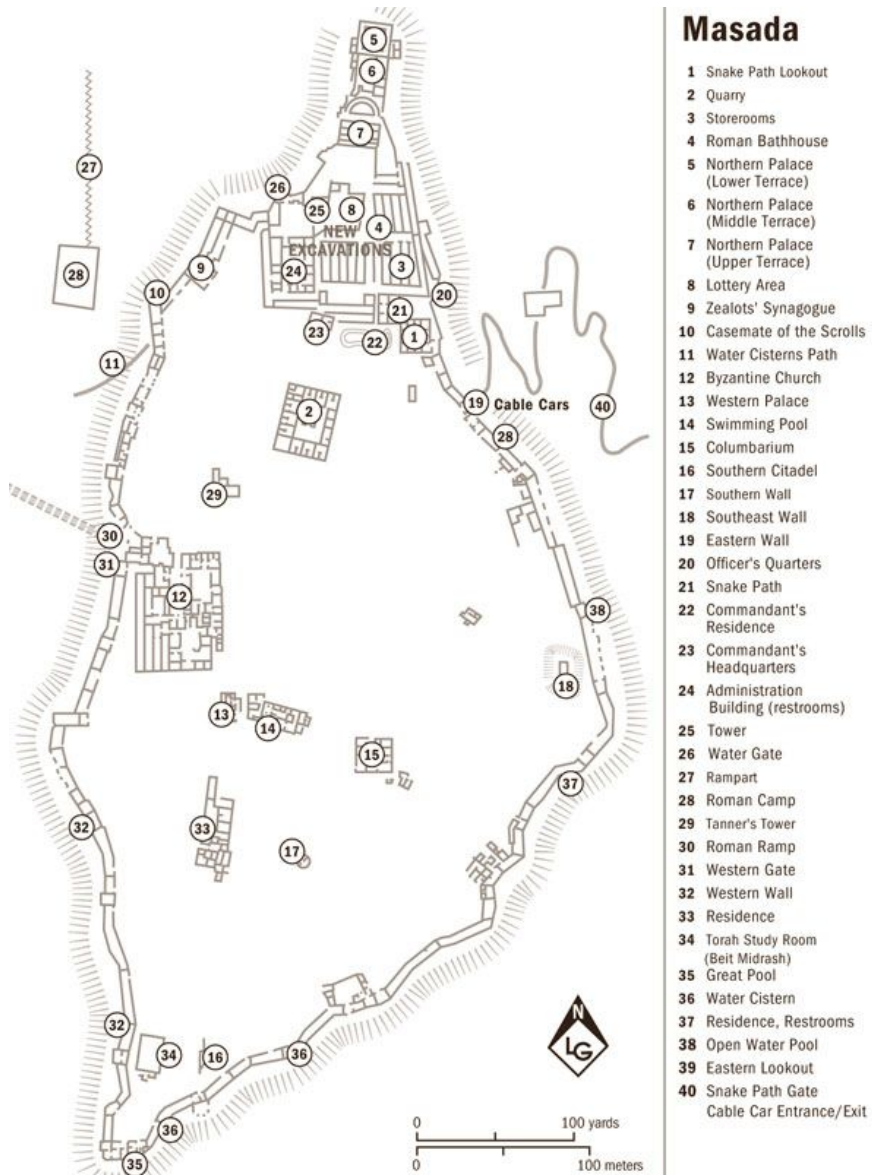 5
6
7
27
26
25
8
4
NEW
EXCAVATIONS
28
9
24
3
10
20
21
23
22
1
11
19 Cable Cars
40
2
28
29
30
31
12
38
18
13
14
15
37
32
33
17
32
34
16
36
36
35
N
LG
0 100 yards
0 100 meters
Masada
1 Snake Path Lookout
2 Quarry
3 Storerooms
4 Roman Bathhouse
5 Northern Palace
(Lower Terrace)
6 Northern Palace
(Middle Terrace)
7 Northern Palace
(Upper Terrace)
8 Lottery Area
9 Zealots' Synagogue
10 Casemate of the Scrolls
11 Water Cisterns Path
12 Byzantine Church
13 Western Palace
14 Swimming Pool
15 Columbarium
16 Southern Citadel
17 Southern Wall
18 Southeast Wall
19 Eastern Wall
20 Officer's Quarters
21 Snake Path
22 Commandant's
Residence
23 Commandant's
Headquarters
24 Administration
Building (restrooms)
25 Tower
26 Water Gate
27 Rampart
28 Roman Camp
29 Tanner's Tower
30 Roman Ramp
31 Western Gate
32 Western Wall
33 Residence
34 Torah Study Room
(Beit Midrash)
35 Great Pool
36 Water Cistern
37 Residence, Restrooms
38 Open Water Pool
39 Eastern Lookout
40 Snake Path Gate
Cable Car Entrance/Exit